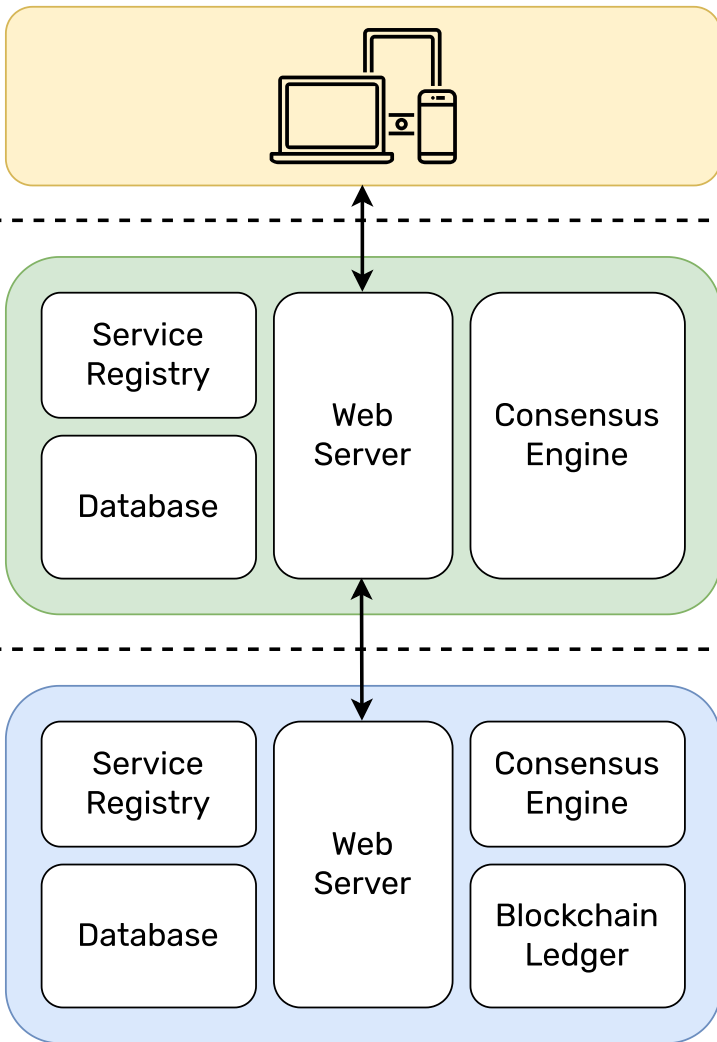 Service
Registry
Database
Web
Server
Consensus
Engine
Service
Registry
Database
Web
Server
Consensus
Engine
Blockchain
Ledger